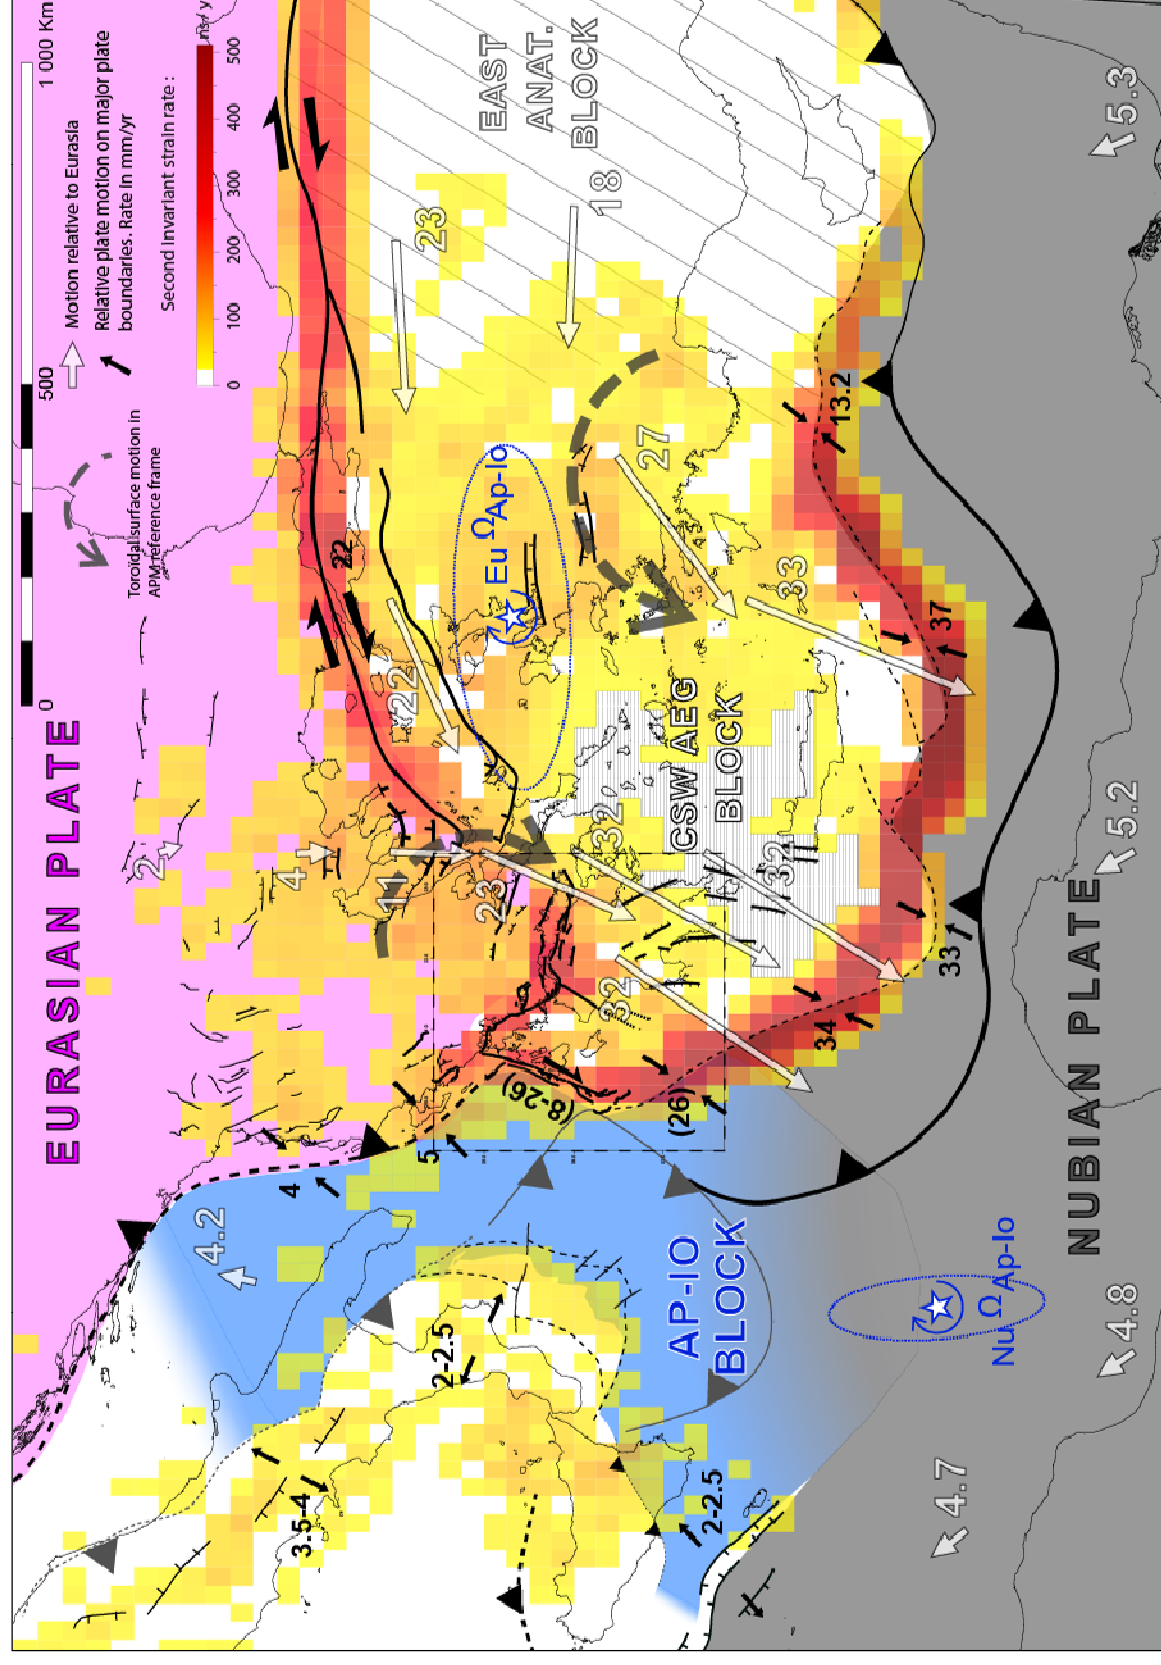 EURASIAN PLATE
0
500
1 000 Km
Toroidal surface motion in
APM reference frame
Motion relative to Eurasia
Relative plate motion on major plate
boundaries. Rate in mm/yr
Second invariant strain rate :
0
100
200
300
400
500
2
4
11
23
22
22
23
EAST
ANAT.
BLOCK
18
Eu Ω Ap-Io
27
33
32
32
32
CSW AEG
BLOCK
13.2
37
33
34
(26)
(8-26)
5
4
4.2
AP-IO
BLOCK
2-2.5
3.5-4
2-2.5
Nu Ω Ap-Io
NUBIAN PLATE
4.7
4.8
5.2
5.3